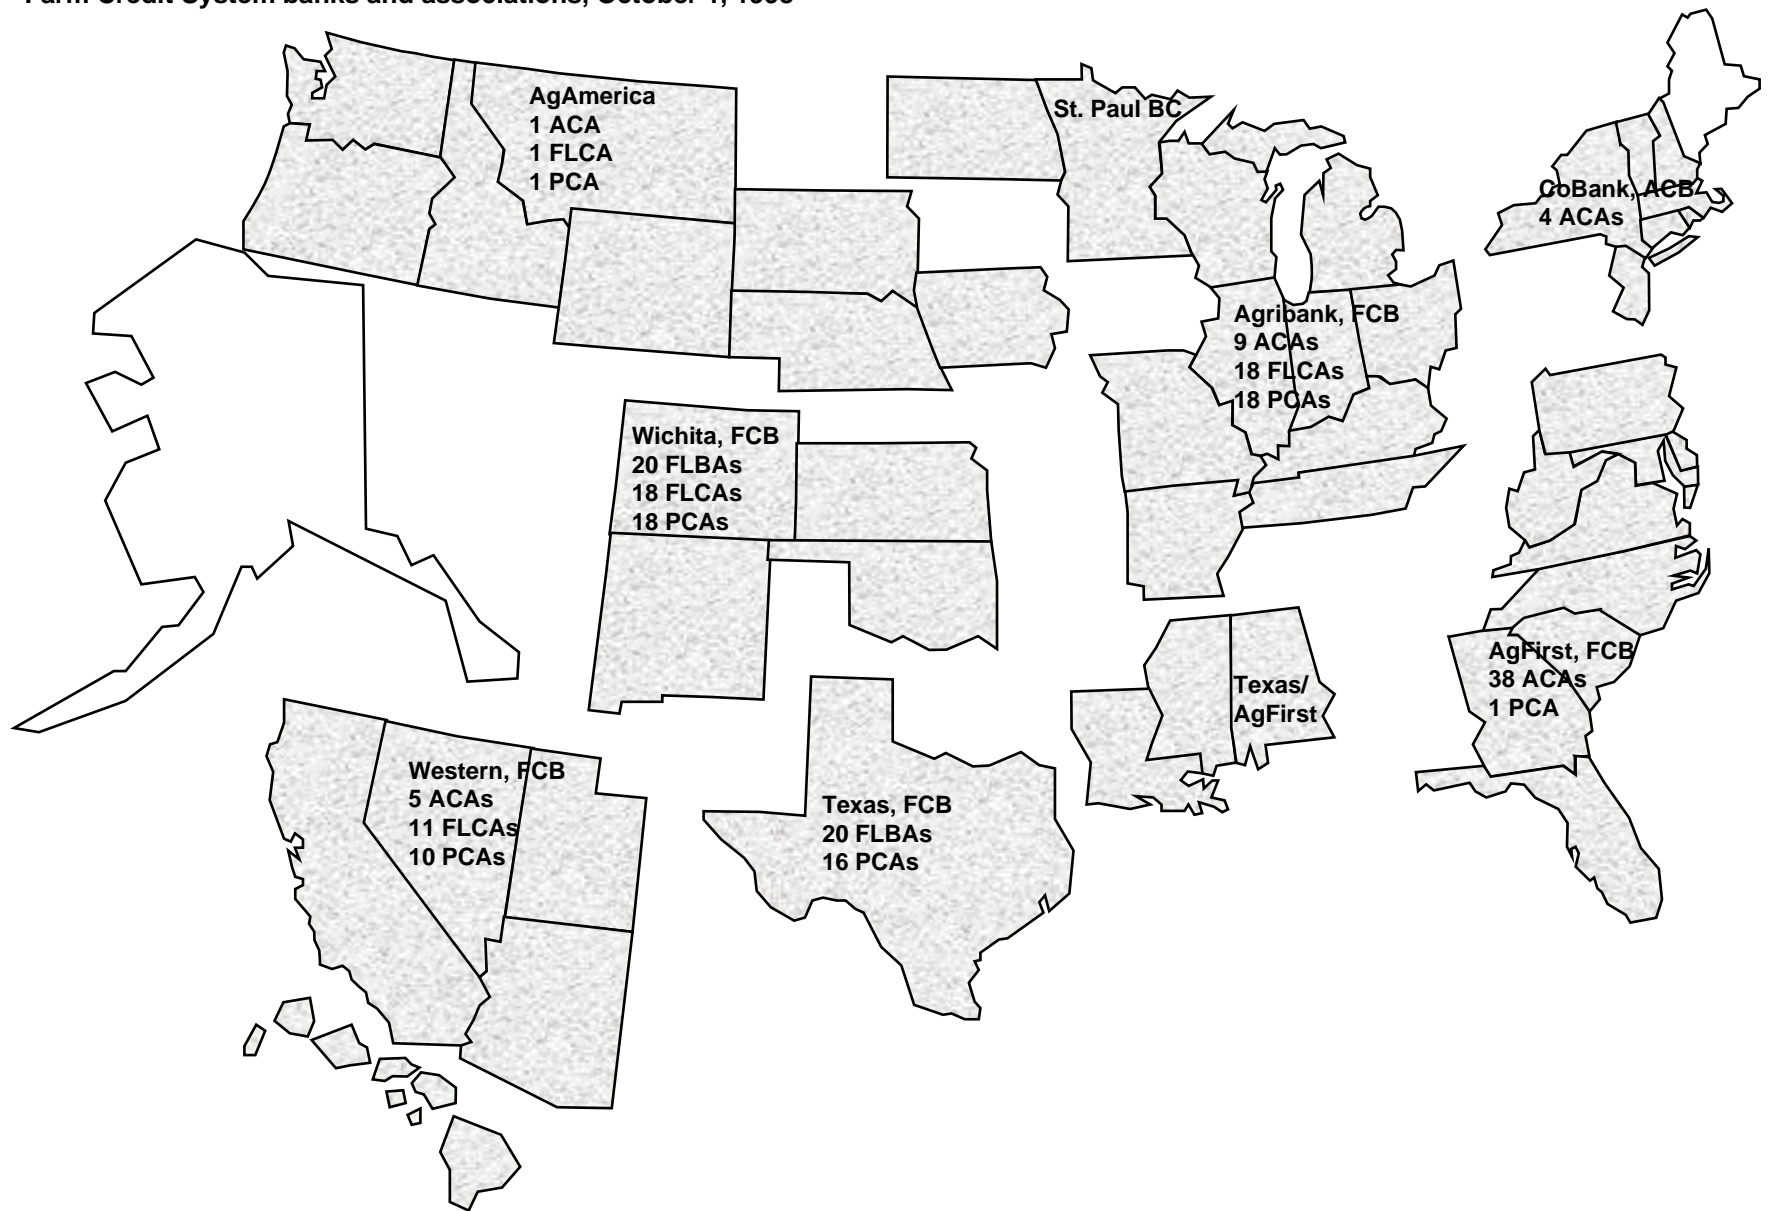 Farm Credit System banks and associations, October 1,
AgAmerica
1 ACA
1 FLCA
1 PCA
St. Paul BC
CoBank, ACB
4 ACAs
Agribank, FCB
9 ACAs
18 FLCAs
18 PCAs
Wichita, FCB
20 FLBAs
18 FLCAs
18 PCAs
AgFirst, FCB
38 ACAs
1 PCA
Texas/
AgFirst
Western, FCB
5 ACAs
11 FLCAs
10 PCAs
Texas, FCB
20 FLBAs
16 PCAs